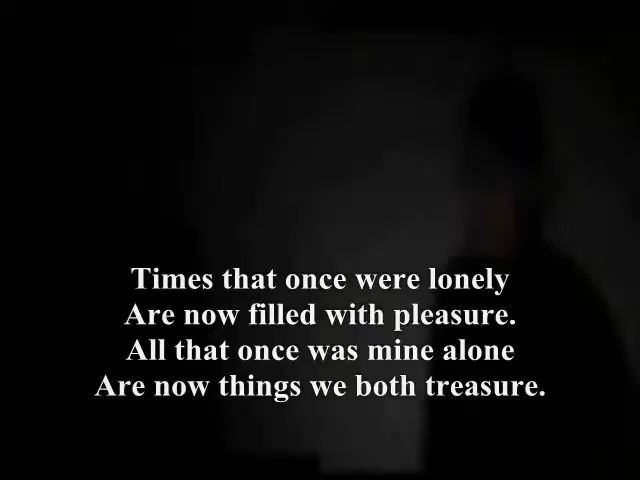 Times that once were lonely
Are now filled with pleasure.
All that once was mine alone
Are now things we both treasure.